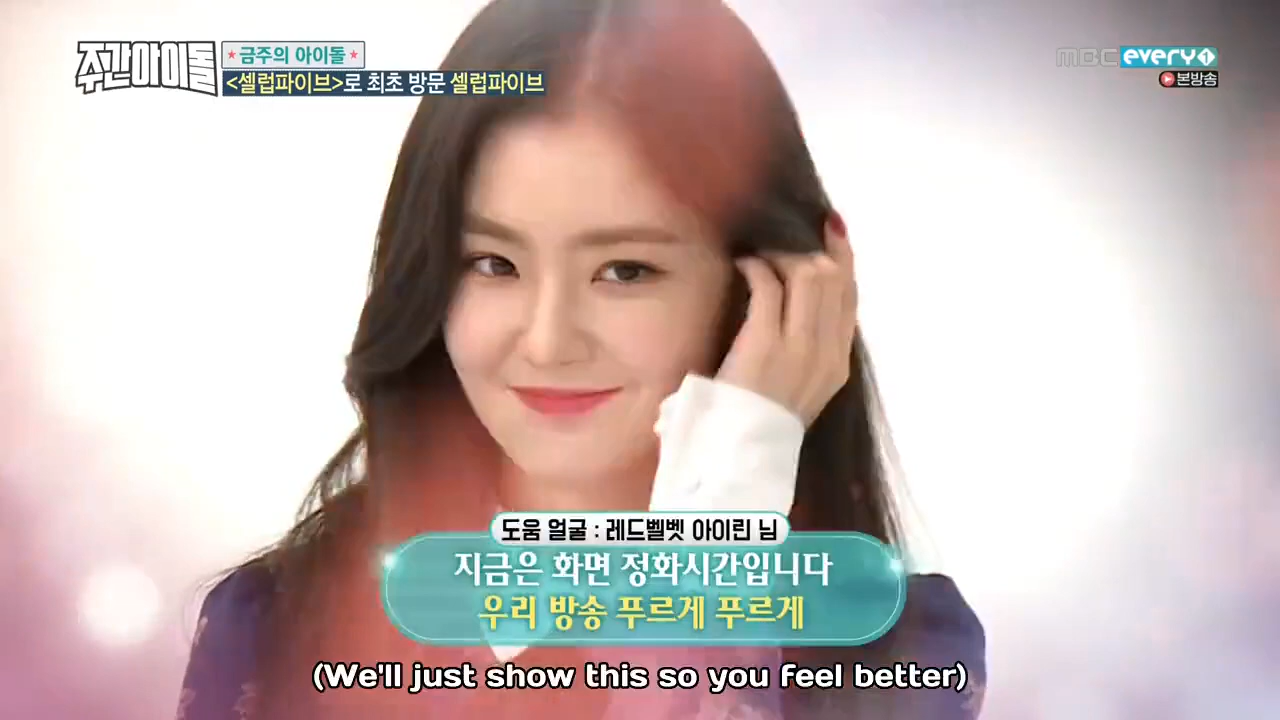 주간아이돌
★금주의 아이돌★
<셀럽파이브>로 최초 방문 셀럽파이브
MBC every1
본방송
도움 얼굴 : 레드벨벳 아이린 님
지금은 화면 정화시간입니다
우리 방송 푸르게 푸르게
(We'll just show this so you feel better)